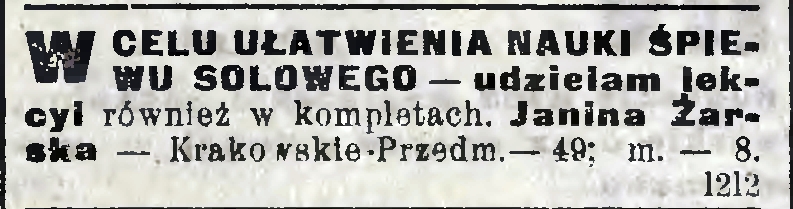 W CELU UŁATWIENIA NAUKI ŚPIE-
WU SOLOWEGO — udzielam lek-
cyi również w kompletach. Janina Żar-
ska — Krakowskie-Przedm.— 49; m. — 8.
1212